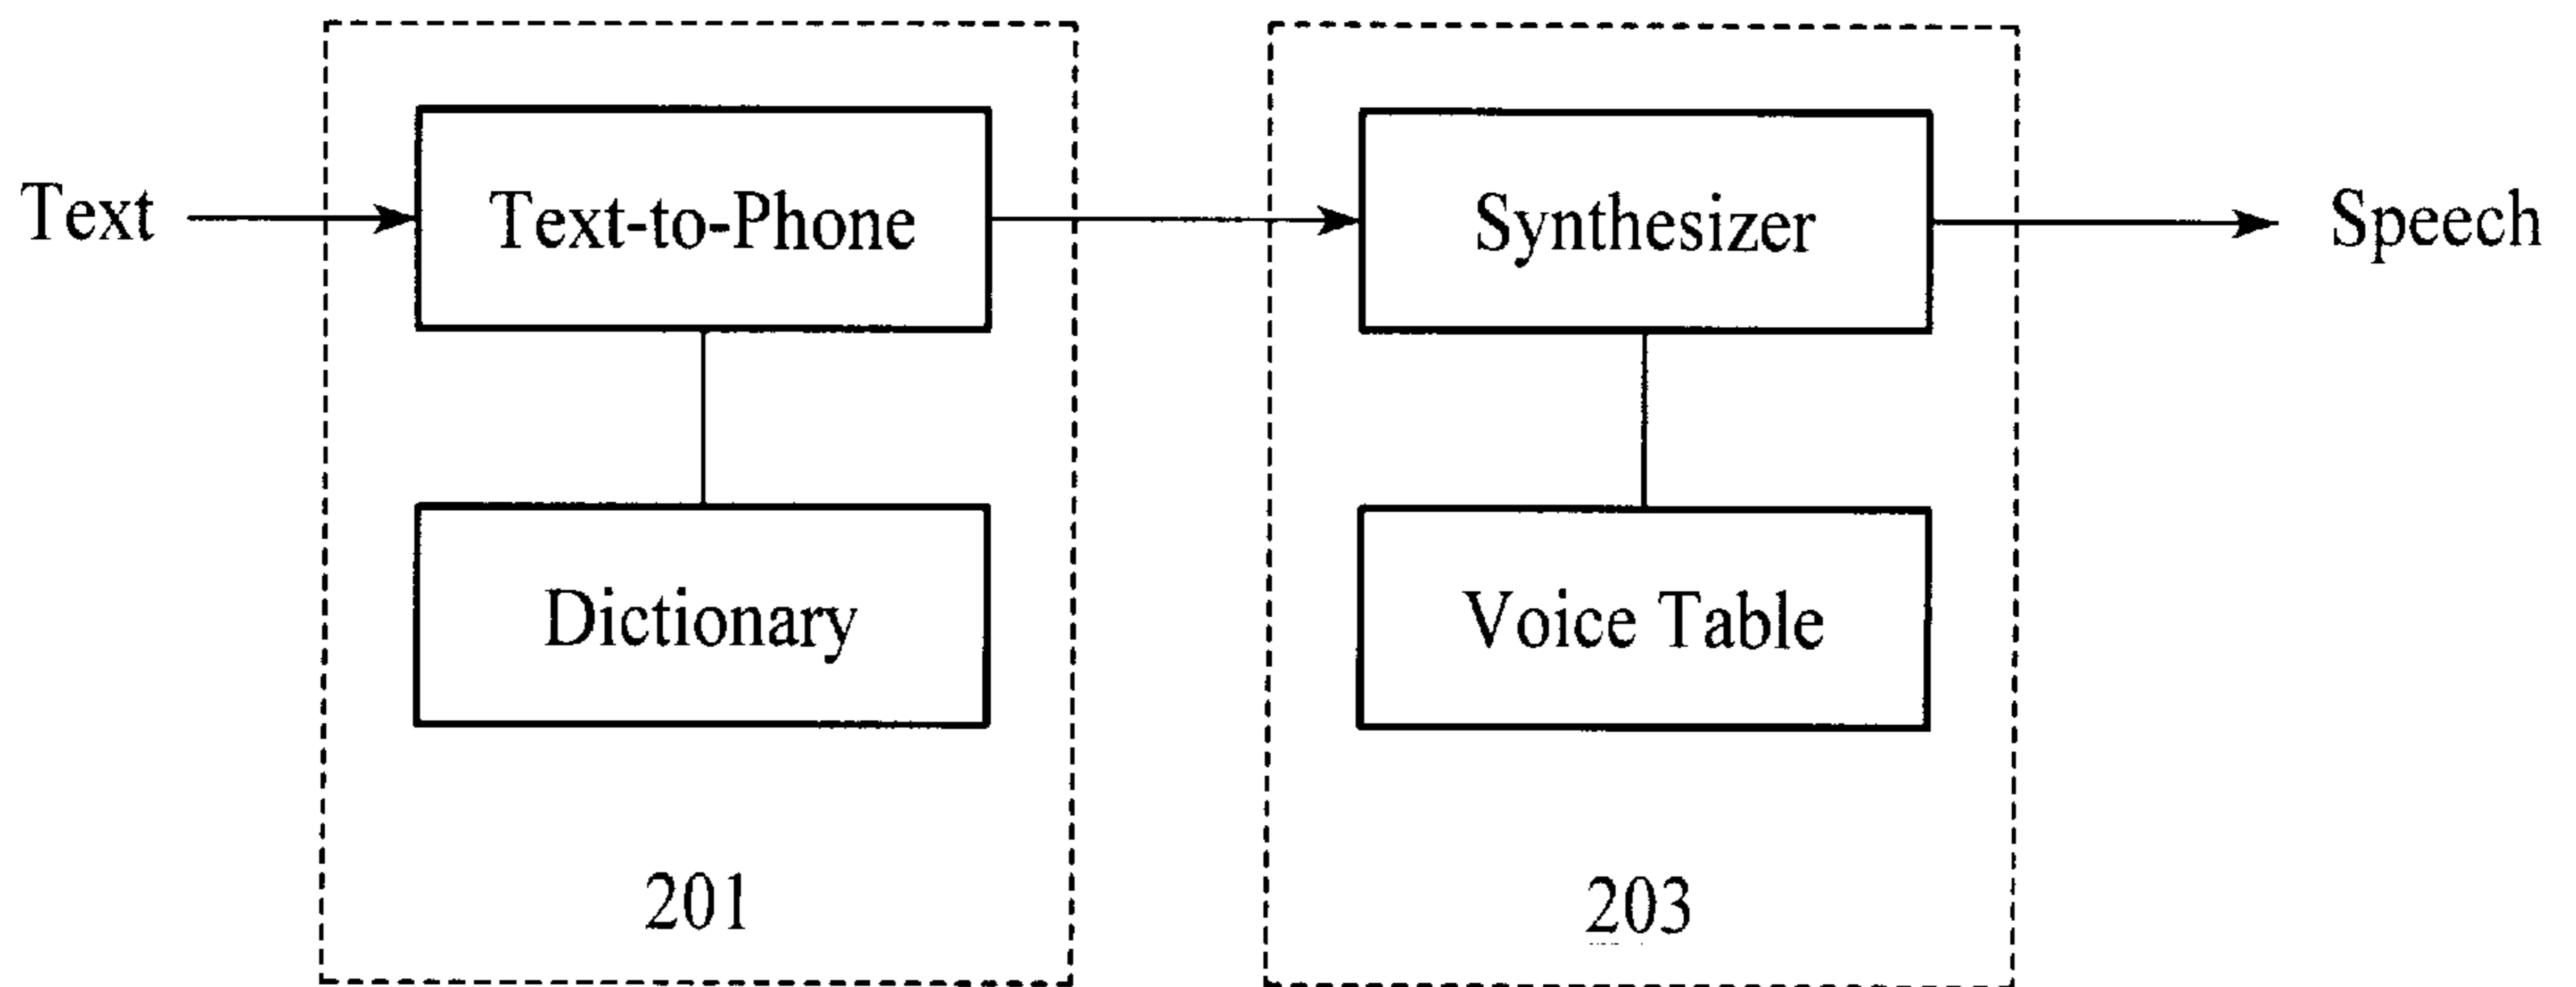 Text
Text-to-Phone
Synthesizer
Speech
Dictionary
Voice Table
201
203